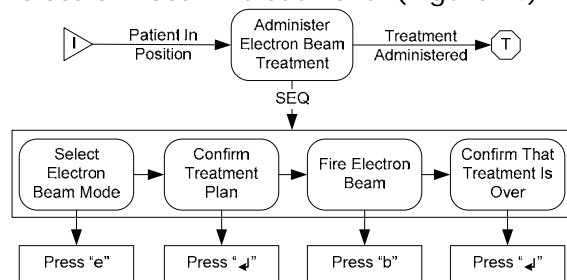 I
Patient In
Position
Administer
Electron Beam
Treatment
Treatment
Administered
T
SEQ
Select
Electron
Beam Mode
Confirm
Treatment
Plan
Fire Electron
Beam
Confirm That
Treatment Is
Over
Press "e"
Press "↲"
Press "b"
Press "↲"